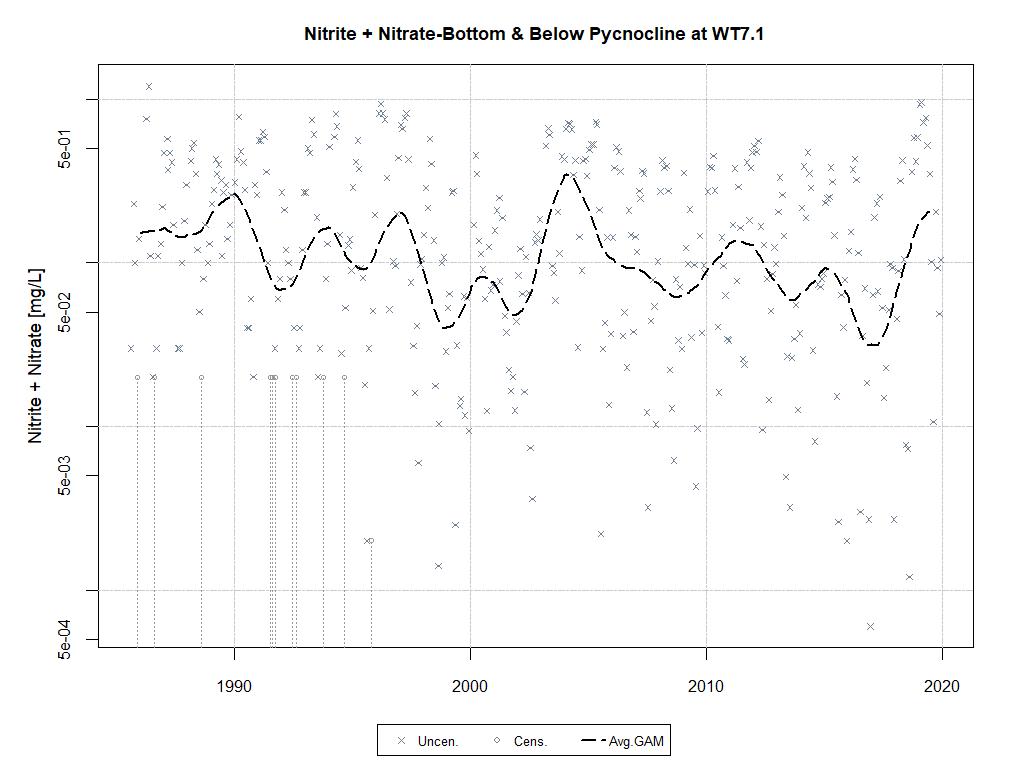 Nitrite + Nitrate-Bottom & Below Pycnocline at WT7.1
Nitrite + Nitrate [mg/L]
5e-01
5e-02
5e-03
5e-04
1990 2000 2010 2020
Uncen. Cens. Avg.GAM